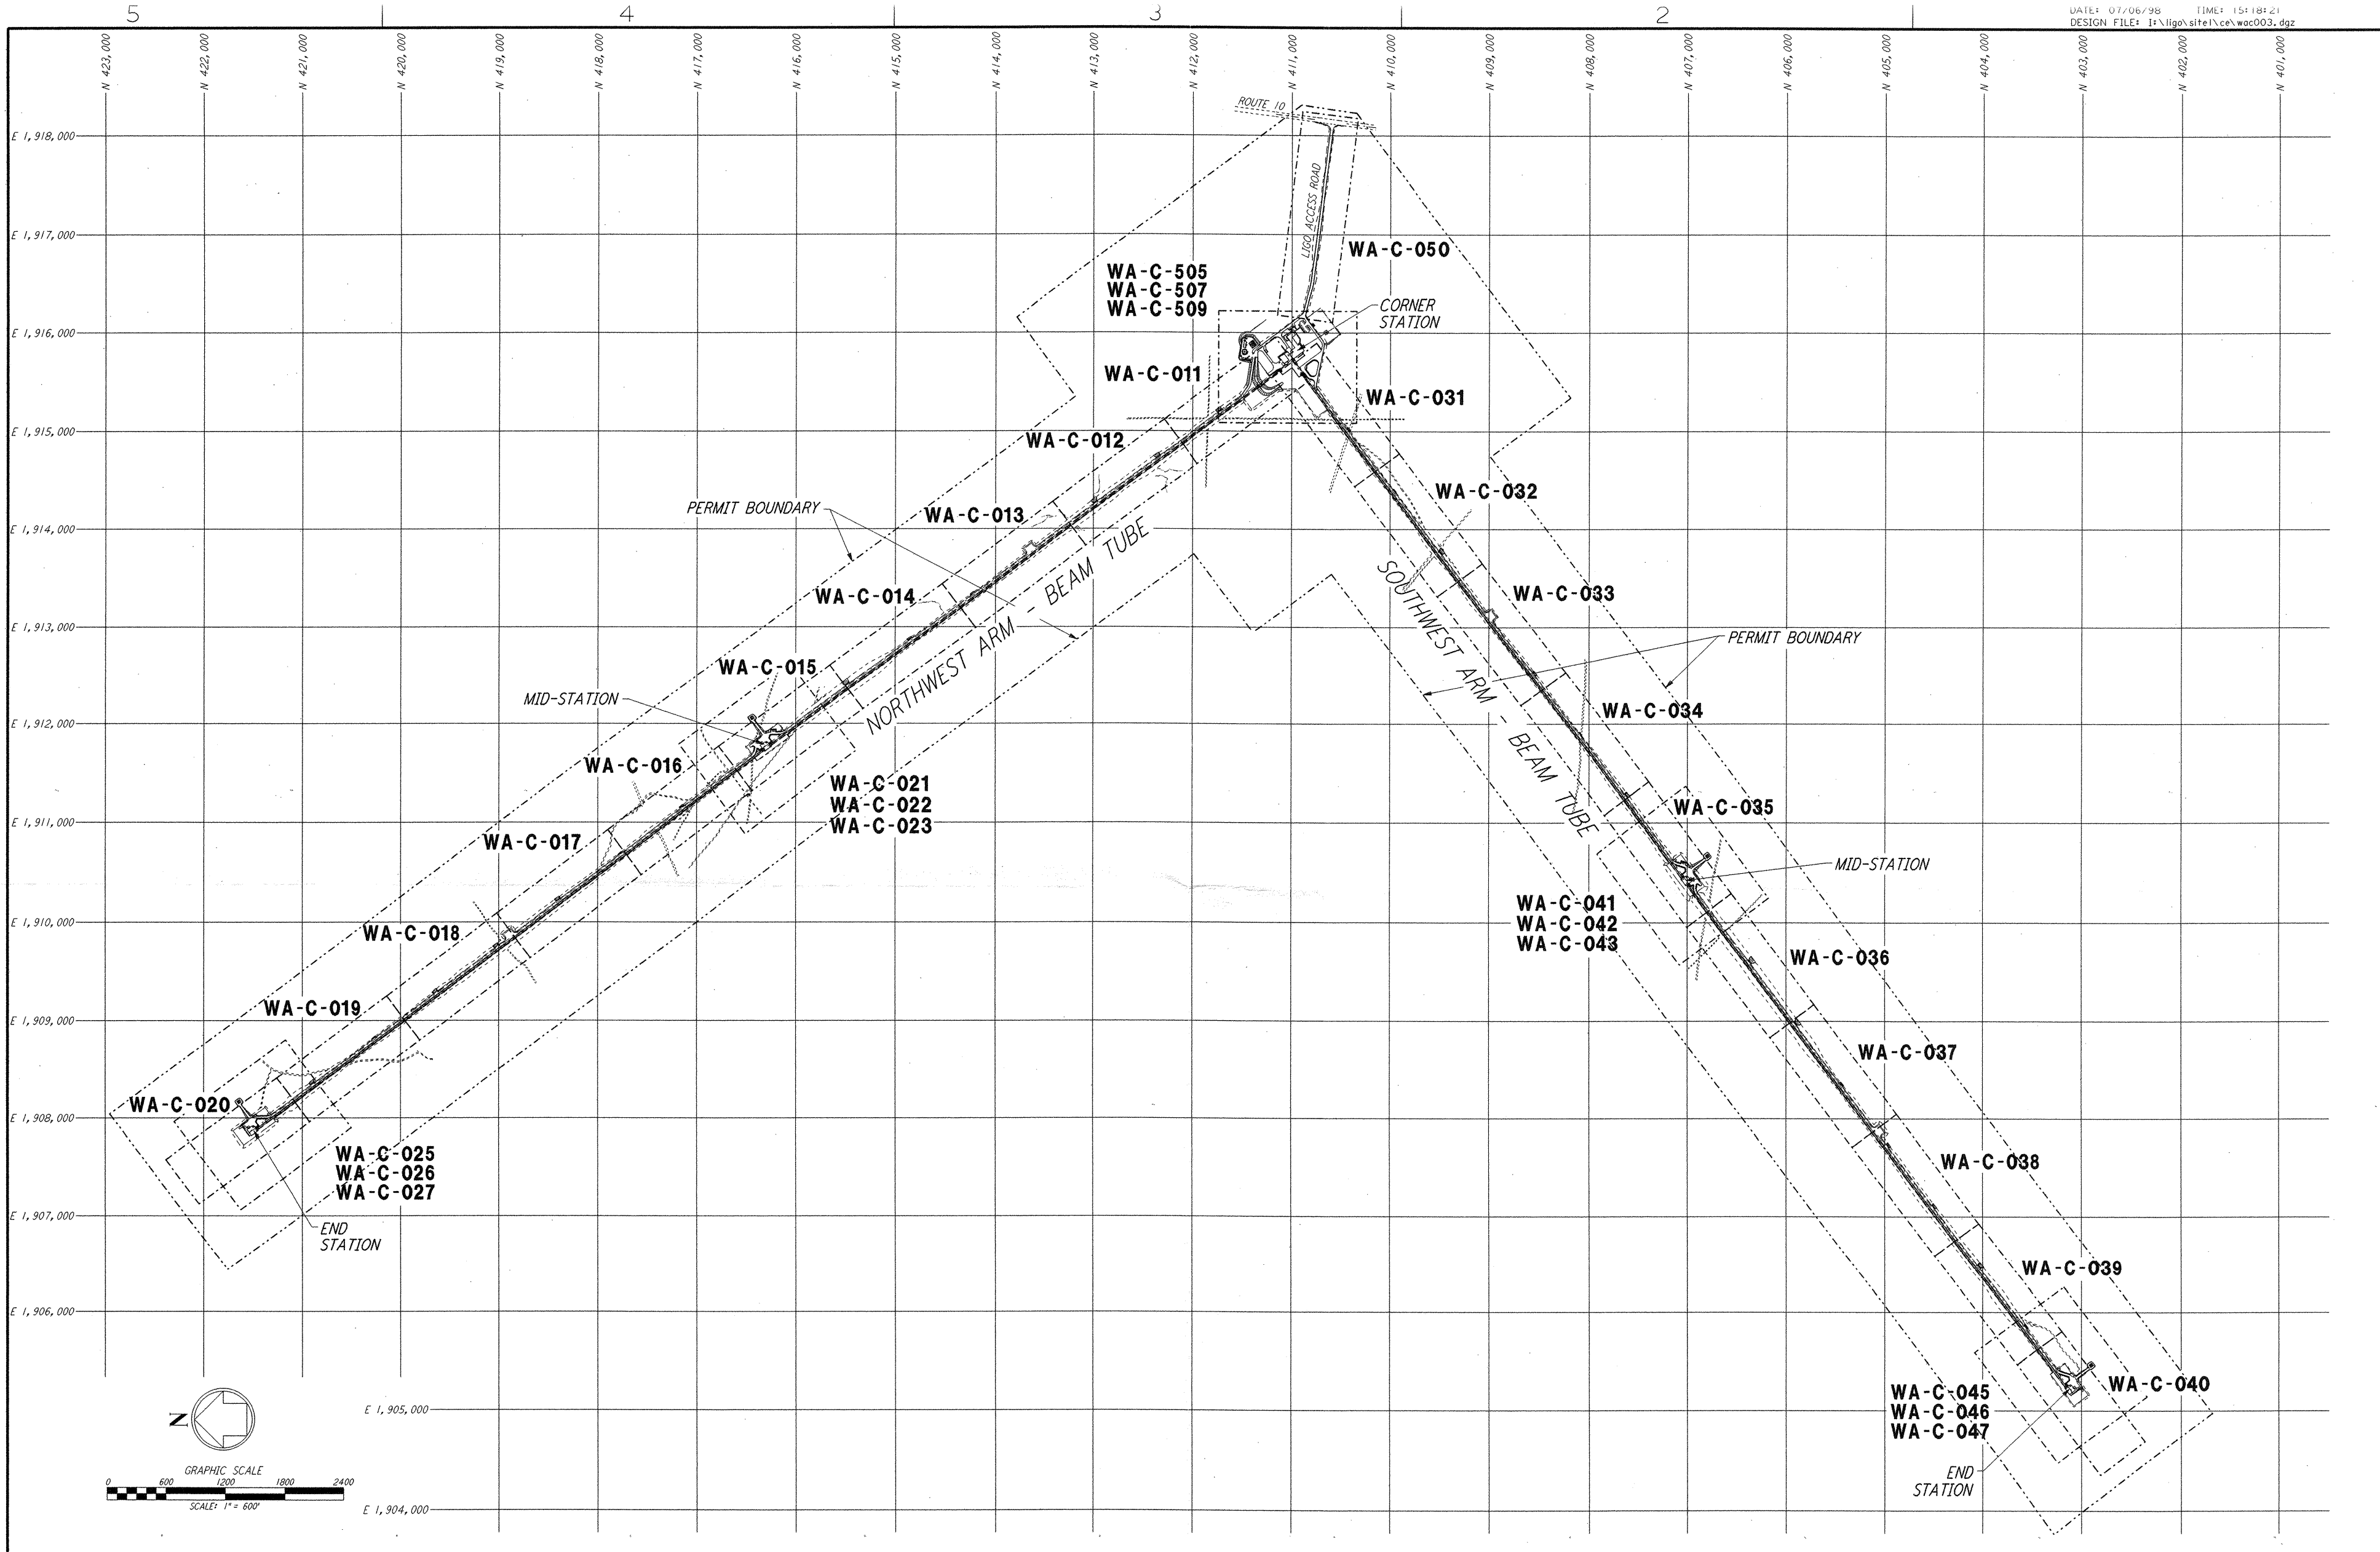 5
4
3
2
DATE: 07/06/98 TIME: 15:18:21
DESIGN FILE: I:\ligo\site1\ce\wac003.dgz
N 423,000
N 422,000
N 421,000
N 420,000
N 419,000
N 418,000
N 417,000
N 416,000
N 415,000
N 414,000
N 413,000
N 412,000
N 411,000
N 410,000
N 409,000
N 408,000
N 407,000
N 406,000
N 405,000
N 404,000
N 403,000
N 402,000
N 401,000
ROUTE 10
E 1,918,000
LIGO ACCESS ROAD
E 1,917,000
WA-C-050
WA-C-505
WA-C-507
WA-C-509
CORNER
STATION
E 1,916,000
WA-C-011
WA-C-031
E 1,915,000
WA-C-012
WA-C-032
PERMIT BOUNDARY
WA-C-013
E 1,914,000
WA-C-014
WA-C-033
NORTHWEST ARM - BEAM TUBE
SOUTHWEST ARM - BEAM TUBE
E 1,913,000
PERMIT BOUNDARY
WA-C-015
MID-STATION
WA-C-034
E 1,912,000
WA-C-016
WA-C-021
WA-C-022
WA-C-023
WA-C-035
E 1,911,000
WA-C-017
MID-STATION
WA-C-041
WA-C-042
WA-C-043
E 1,910,000
WA-C-018
WA-C-036
E 1,909,000
WA-C-019
WA-C-037
WA-C-020
E 1,908,000
WA-C-025
WA-C-026
WA-C-027
WA-C-038
E 1,907,000
END
STATION
WA-C-039
E 1,906,000
WA-C-040
WA-C-045
WA-C-046
WA-C-047
E 1,905,000
N
END
STATION
GRAPHIC SCALE
0 600 1200 1800 2400
SCALE: 1" = 600'
E 1,904,000